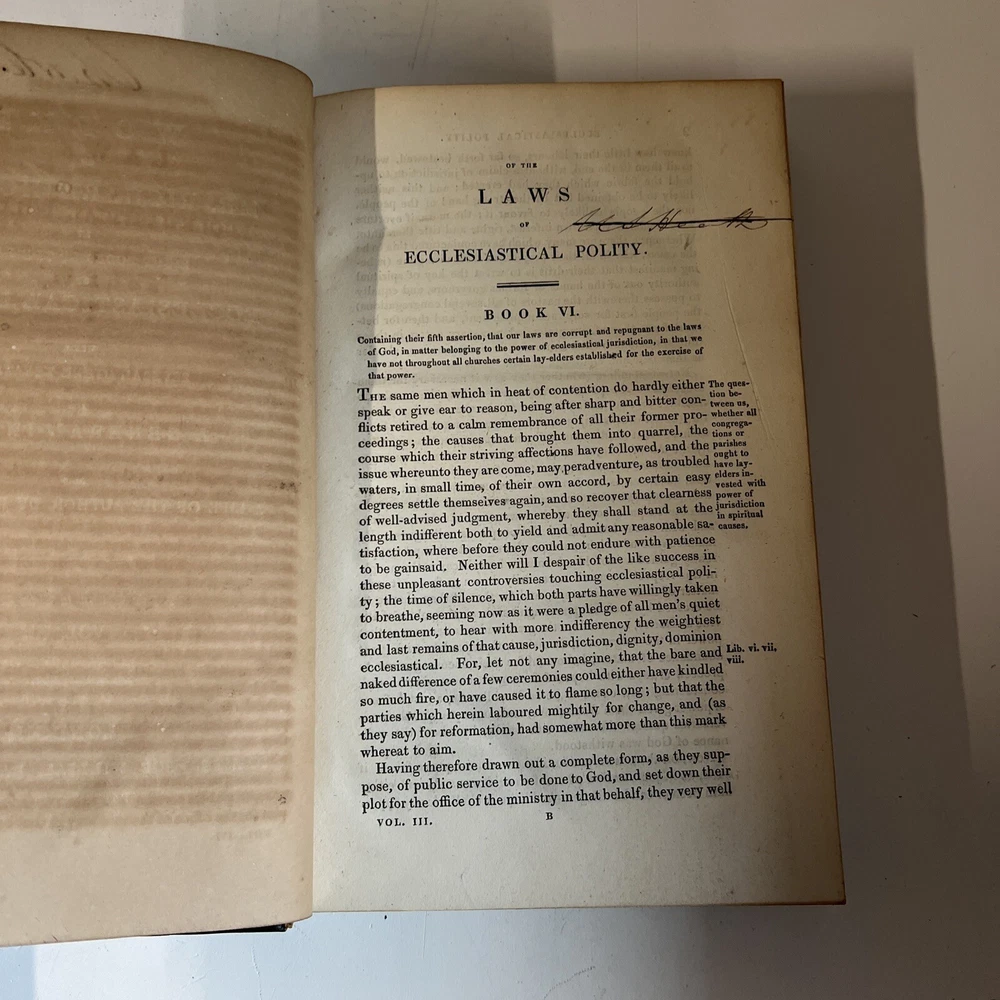 OF THE
LAWS
OF
ECCLESIASTICAL POLITY.
BOOK VI.
Containing their fifth assertion, that our laws are corrupt and repugnant to the laws
of God, in matter belonging to the power of ecclesiastical jurisdiction, in that we
have not throughout all churches certain lay-elders established for the exercise of
that power.
THE same men which in heat of contention do hardly either
speak or give ear to reason, being after sharp and bitter con-
flicts retired to a calm remembrance of all their former pro-
ceedings; the causes that brought them into quarrel, the
course which their striving affections have followed, and the
issue whereunto they are come, may peradventure, as troubled
waters, in small time, of their own accord, by certain easy
degrees settle themselves again, and so recover that clearness
of well-advised judgment, whereby they shall stand at the
length indifferent both to yield and admit any reasonable sa-
tisfaction, where before they could not endure with patience
to be gainsaid. Neither will I despair of the like success in
these unpleasant controversies touching ecclesiastical poli-
ty; the time of silence, which both parts have willingly taken
to breathe, seeming now as it were a pledge of all men's quiet
contentment, to hear with more indifferency the weightiest
and last remains of that cause, jurisdiction, dignity, dominion
ecclesiastical. For, let not any imagine, that the bare and
naked difference of a few ceremonies could either have kindled
so much fire, or have caused it to flame so long; but that the
parties which herein laboured mightily for change, and (as
they say) for reformation, had somewhat more than this mark
whereat to aim.
Having therefore drawn out a complete form, as they sup-
pose, of public service to be done to God, and set down their
plot for the office of the ministry in that behalf, they very well
The ques-
tion be-
tween us,
whether all
congrega-
tions or
parishes
ought to
have lay-
elders in-
vested with
power of
jurisdiction
in spiritual
causes.
Lib. vi. vii.
viii.
VOL. III.
B